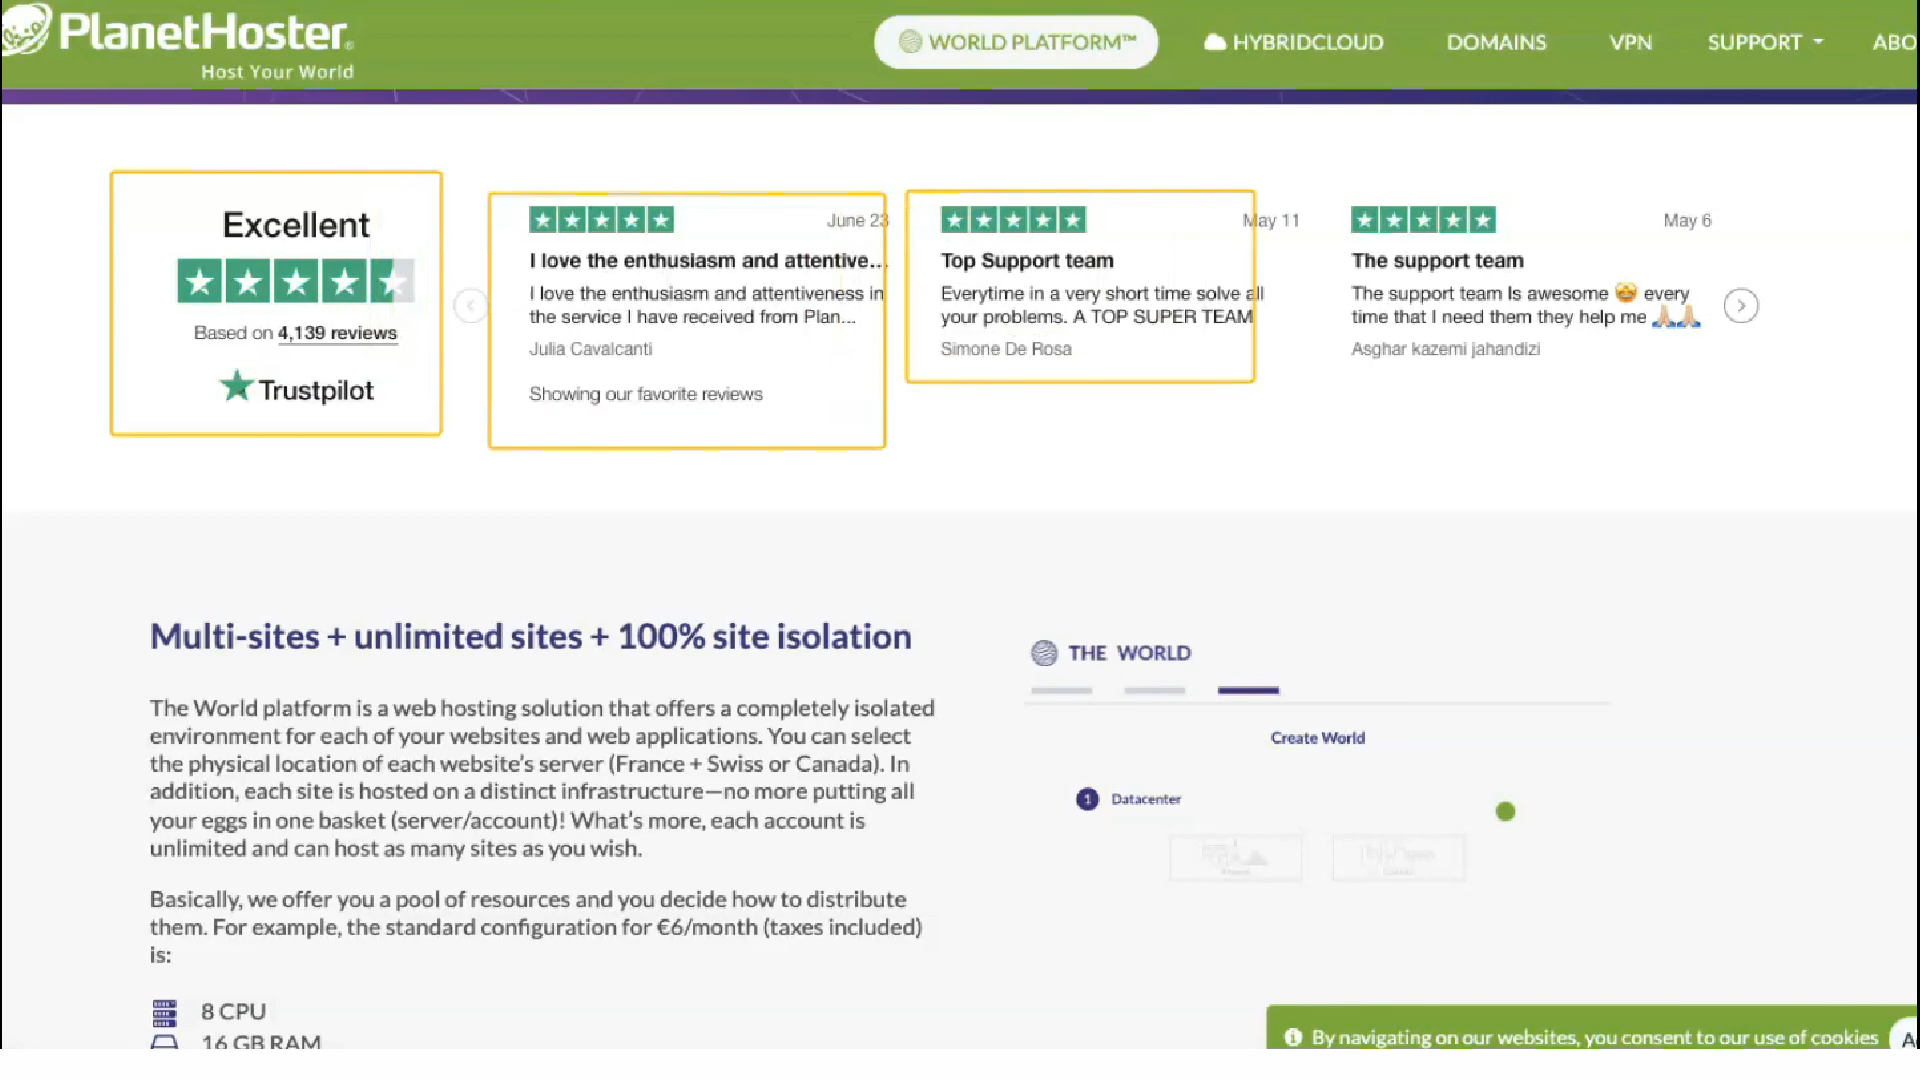 PlanetHoster®
Host Your World
WORLD PLATFORM™
HYBRIDCLOUD
DOMAINS
VPN
SUPPORT
ABO
Excellent
Based on 4,139 reviews
Trustpilot
June 23
I love the enthusiasm and attentive...
I love the enthusiasm and attentiveness in
the service I have received from Plan...
Julia Cavalcanti
Showing our favorite reviews
May 11
Top Support team
Everytime in a very short time solve all
your problems. A TOP SUPER TEAM
Simone De Rosa
May 6
The support team
The support team Is awesome 🤩 every
time that I need them they help me 🙏🏼🙏🏼
Asghar kazemi jahandizi
Multi-sites + unlimited sites + 100% site isolation
The World platform is a web hosting solution that offers a completely isolated
environment for each of your websites and web applications. You can select
the physical location of each website's server (France + Swiss or Canada). In
addition, each site is hosted on a distinct infrastructure—no more putting all
your eggs in one basket (server/account)! What's more, each account is
unlimited and can host as many sites as you wish.
Basically, we offer you a pool of resources and you decide how to distribute
them. For example, the standard configuration for €6/month (taxes included)
is:
8 CPU
16 GB RAM
THE WORLD
Create World
1 Datacenter
By navigating on our websites, you consent to our use of cookies
A